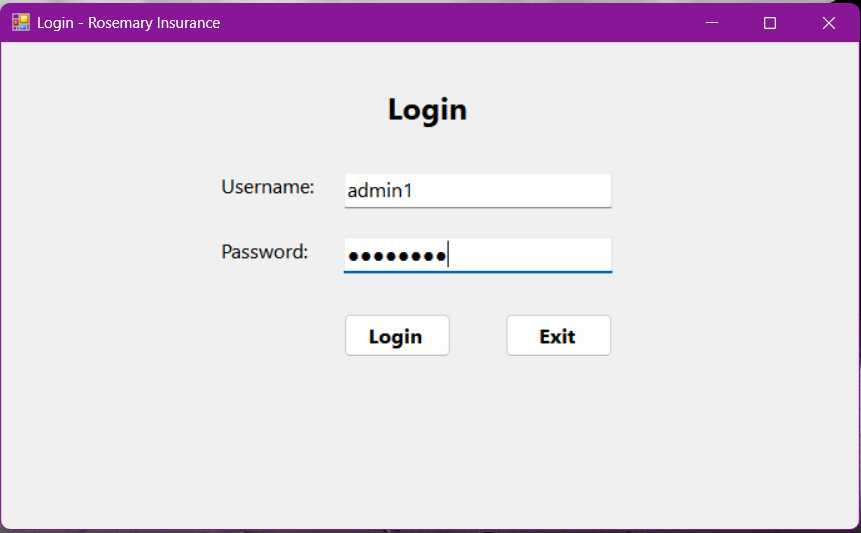 Login - Rosemary Insurance
Login
Username: admin1
Password: ●●●●●●●●
Login Exit